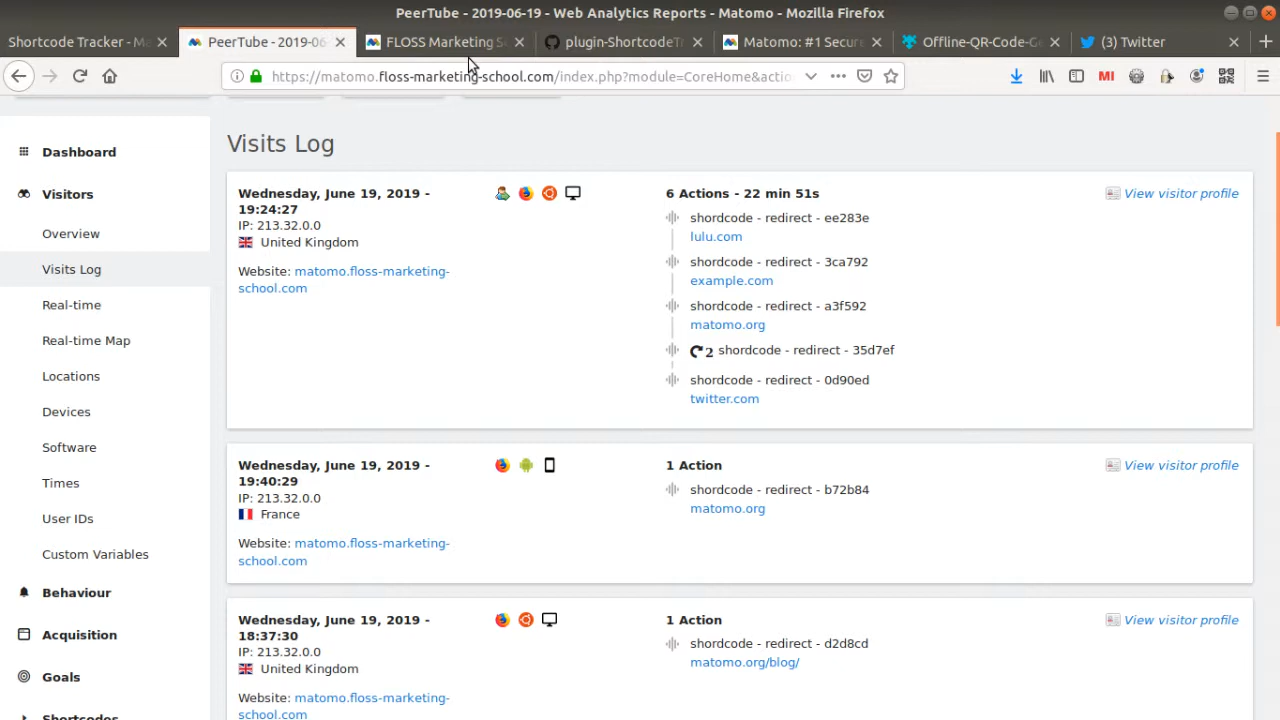 PeerTube - 2019-06-19 - Web Analytics Reports - Matomo - Mozilla Firefox
Shortcode Tracker - M
PeerTube - 2019-06-
FLOSS Marketing S
plugin-ShortcodeT
Matomo: #1 Secur
Offline-QR-Code-G
(3) Twitter
https://matomo.floss-marketing-school.com/index.php?module=CoreHome&actio
MI
Dashboard
Visitors
Overview
Visits Log
Real-time
Real-time Map
Locations
Devices
Software
Times
User IDs
Custom Variables
Behaviour
Acquisition
Goals
Shortcodes
Visits Log
Wednesday, June 19, 2019 -
19:24:27
IP: 213.32.0.0
United Kingdom
Website: matomo.floss-marketing-
school.com
6 Actions - 22 min 51s
shordcode - redirect - ee283e
lulu.com
shordcode - redirect - 3ca792
example.com
shordcode - redirect - a3f592
matomo.org
2 shordcode - redirect - 35d7ef
shordcode - redirect - 0d90ed
twitter.com
View visitor profile
Wednesday, June 19, 2019 -
19:40:29
IP: 213.32.0.0
France
Website: matomo.floss-marketing-
school.com
1 Action
shordcode - redirect - b72b84
matomo.org
View visitor profile
Wednesday, June 19, 2019 -
18:37:30
IP: 213.32.0.0
United Kingdom
Website: matomo.floss-marketing-
school.com
1 Action
shordcode - redirect - d2d8cd
matomo.org/blog/
View visitor profile